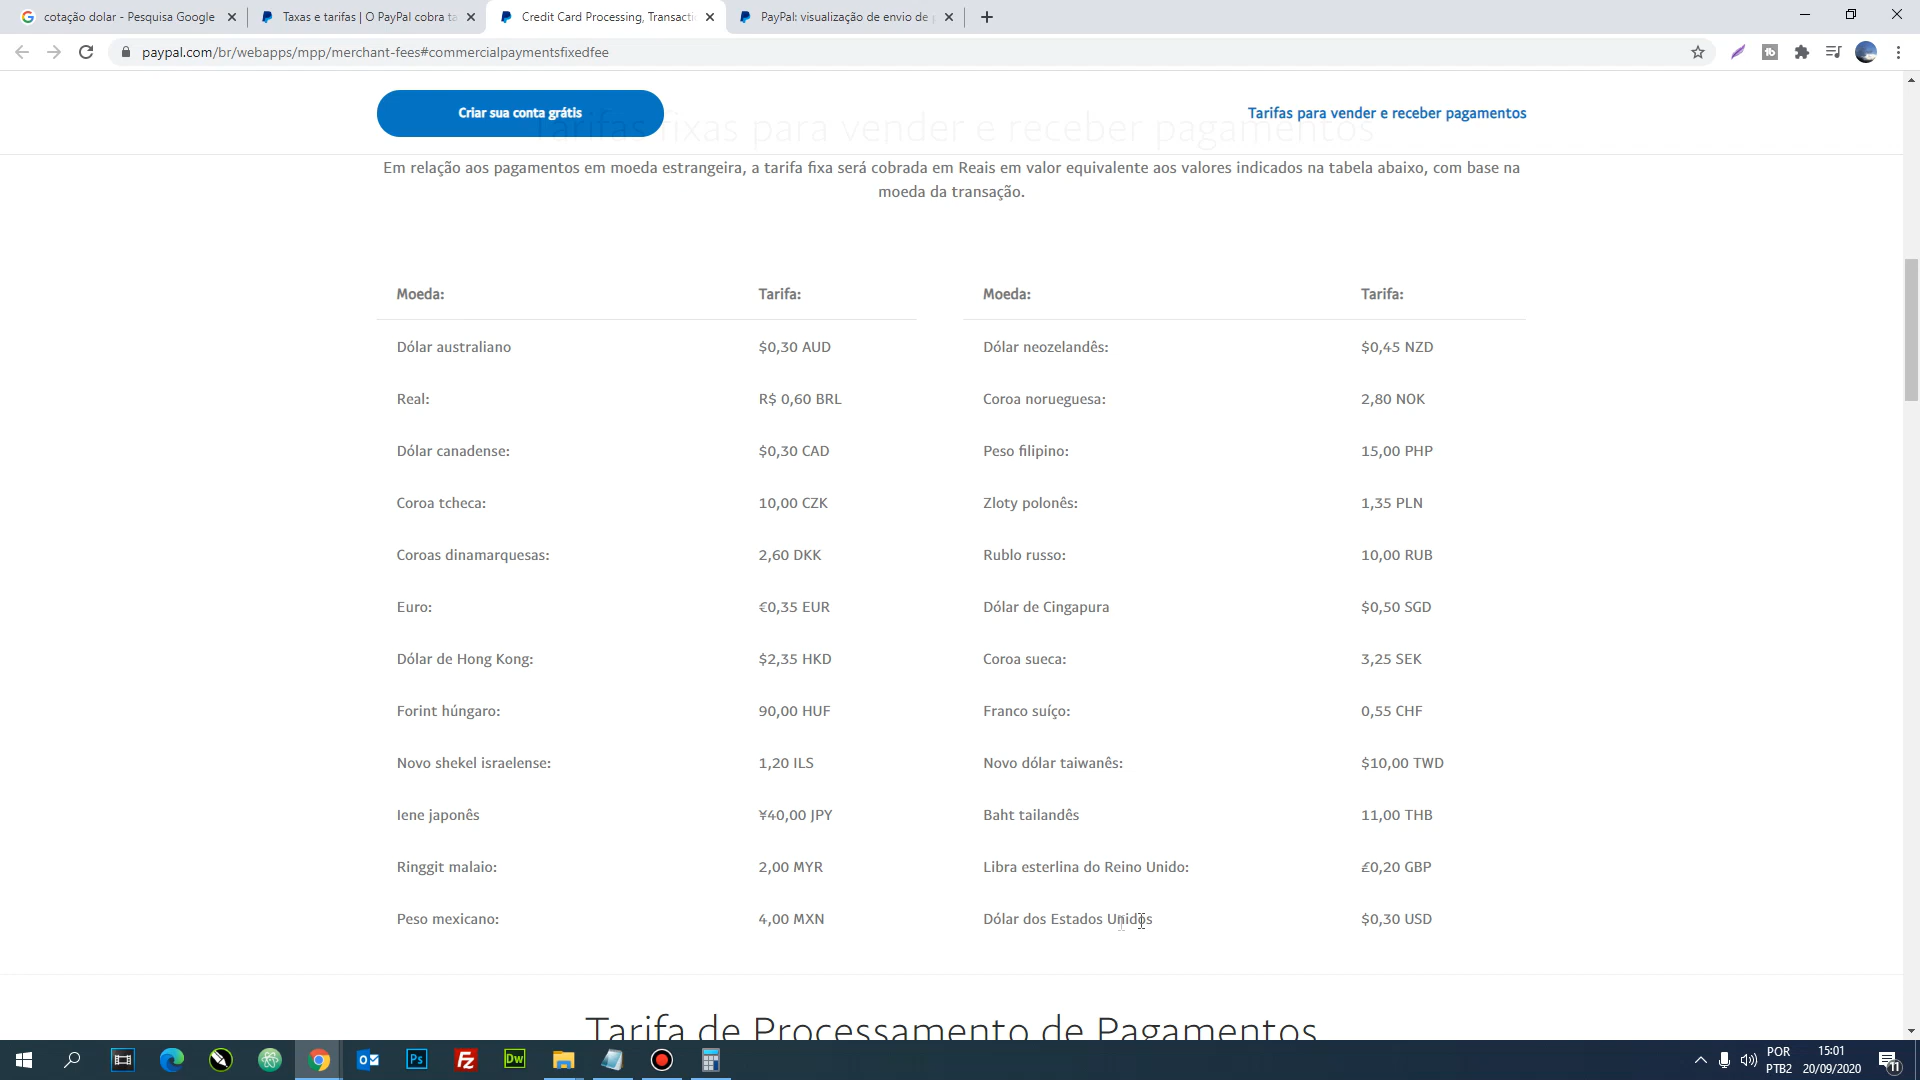 cotação dolar - Pesquisa Google
Taxas e tarifas | O PayPal cobra ta
Credit Card Processing, Transacti
PayPal: visualização de envio de
paypal.com/br/webapps/mpp/merchant-fees#commercialpaymentsfixedfee
Criar sua conta grátis
Tarifas para vender e receber pagamentos
Tarifas fixas para vender e receber pagamentos
Em relação aos pagamentos em moeda estrangeira, a tarifa fixa será cobrada em Reais em valor equivalente aos valores indicados na tabela abaixo, com base na
moeda da transação.
Moeda: Tarifa: Moeda: Tarifa:
Dólar australiano $0,30 AUD Dólar neozelandês: $0,45 NZD
Real: R$ 0,60 BRL Coroa norueguesa: 2,80 NOK
Dólar canadense: $0,30 CAD Peso filipino: 15,00 PHP
Coroa tcheca: 10,00 CZK Zloty polonês: 1,35 PLN
Coroas dinamarquesas: 2,60 DKK Rublo russo: 10,00 RUB
Euro: €0,35 EUR Dólar de Cingapura $0,50 SGD
Dólar de Hong Kong: $2,35 HKD Coroa sueca: 3,25 SEK
Forint húngaro: 90,00 HUF Franco suíço: 0,55 CHF
Novo shekel israelense: 1,20 ILS Novo dólar taiwanês: $10,00 TWD
Iene japonês ¥40,00 JPY Baht tailandês 11,00 THB
Ringgit malaio: 2,00 MYR Libra esterlina do Reino Unido: £0,20 GBP
Peso mexicano: 4,00 MXN Dólar dos Estados Unidos $0,30 USD
Tarifa de Processamento de Pagamentos
Ps Fz Dw
POR 15:01
PTB2 20/09/2020 11